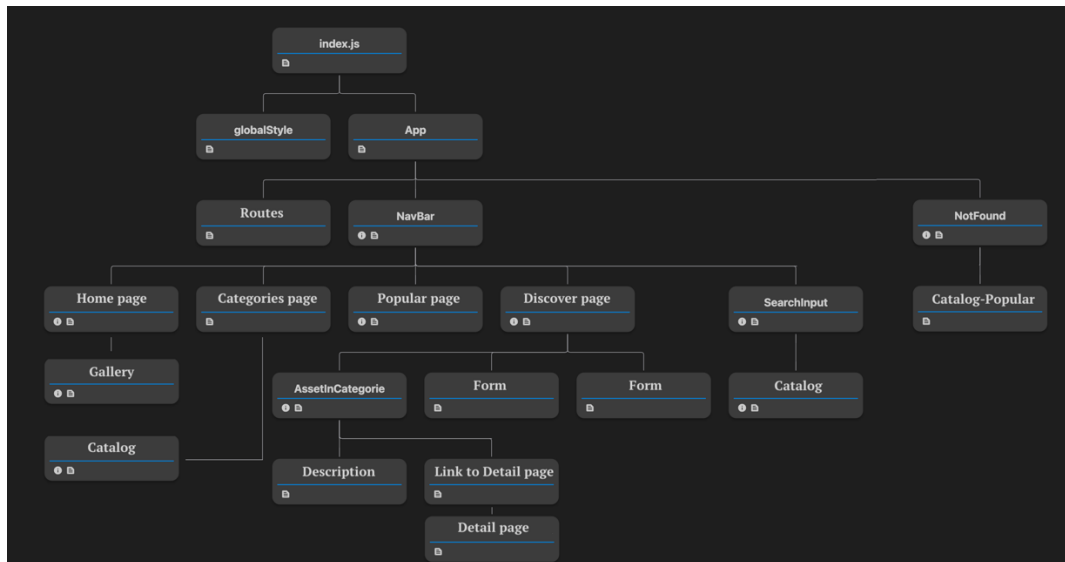 index.js
globalStyle
App
Routes
NavBar
NotFound
Home page
Categories page
Popular page
Discover page
SearchInput
Catalog-Popular
Gallery
AssetInCategorie
Form
Form
Catalog
Catalog
Description
Link to Detail page
Detail page